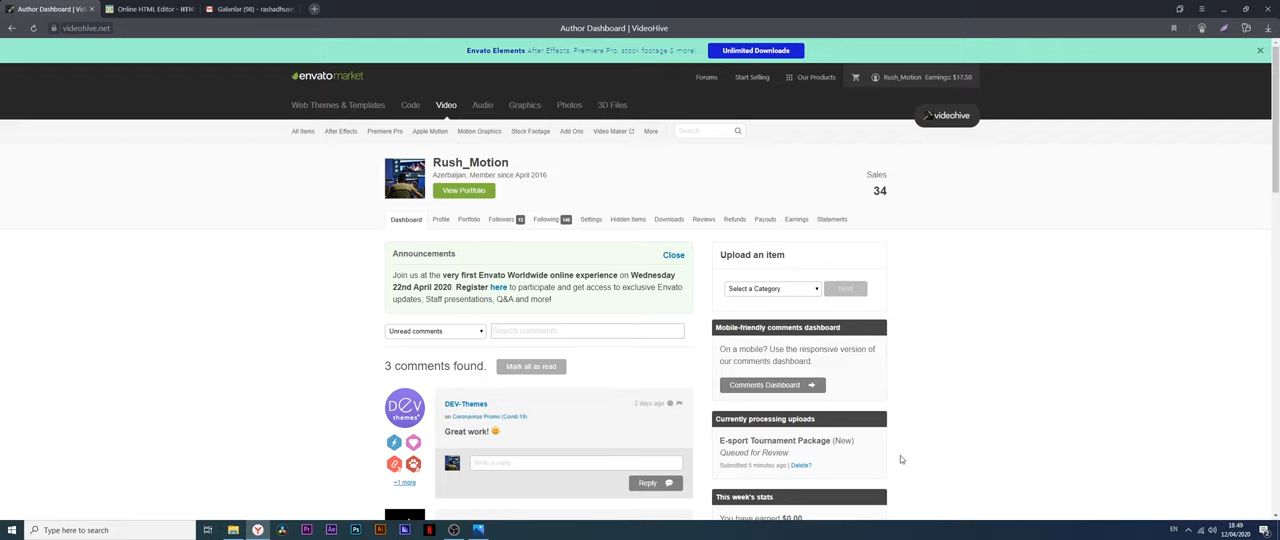 Author Dashboard | Vid
Online HTML Editor - HTM
Gələnlər (98) - rashadhuse
videohive.net
Author Dashboard | VideoHive
Envato Elements After Effects, Premiere Pro, stock footage & more!
Unlimited Downloads
envatomarket
Forums
Start Selling
Our Products
Rush_Motion Earnings: $17.50
Web Themes & Templates
Code
Video
Audio
Graphics
Photos
3D Files
videohive
All Items
After Effects
Premiere Pro
Apple Motion
Motion Graphics
Stock Footage
Add Ons
Video Maker
More
Search
Rush_Motion
Azerbaijan, Member since April 2016
View Portfolio
Sales
34
Dashboard
Profile
Portfolio
Followers 13
Following 146
Settings
Hidden Items
Downloads
Reviews
Refunds
Payouts
Earnings
Statements
Announcements
Close
Join us at the very first Envato Worldwide online experience on Wednesday
22nd April 2020. Register here to participate and get access to exclusive Envato
updates, Staff presentations, Q&A and more!
Unread comments
Search comments...
3 comments found.
Mark all as read
DEV-Themes
2 days ago
on Coronavirus Promo (Covid-19)
Great work!
DEV
themes
+1 more
Write a reply
Reply
Upload an item
Select a Category
Next
Mobile-friendly comments dashboard
On a mobile? Use the responsive version of
our comments dashboard.
Comments Dashboard
Currently processing uploads
E-sport Tournament Package (New)
Queued for Review
Submitted 5 minutes ago | Delete?
This week's stats
You have earned $0.00
Type here to search
EN
18:49
12/04/2020